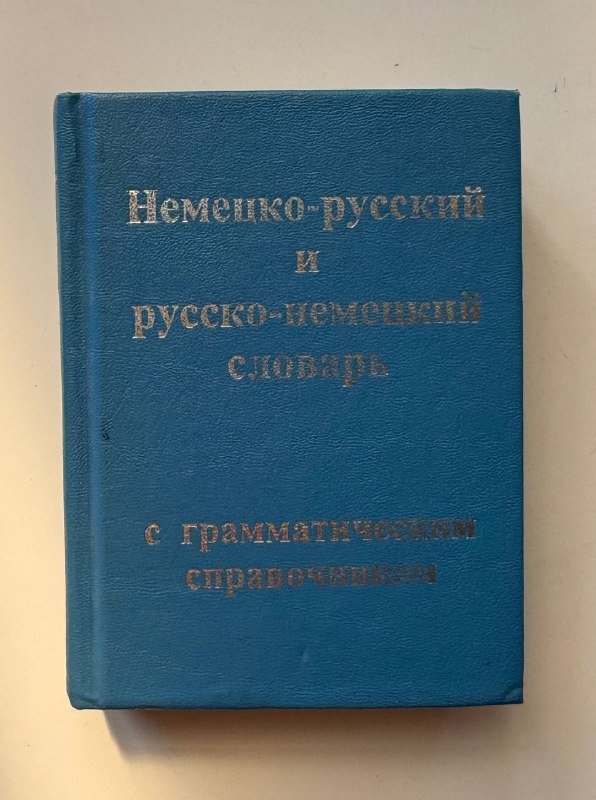 Немецко-русский
и
русско-немецкий
словарь
с грамматическим
справочником